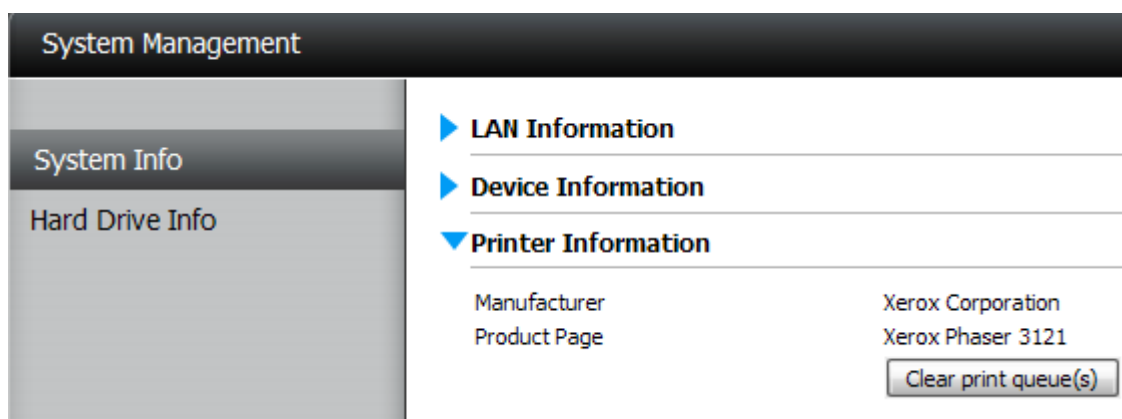 System Management
System Info
Hard Drive Info
LAN Information
Device Information
Printer Information
Manufacturer Xerox Corporation
Product Page Xerox Phaser 3121
Clear print queue(s)